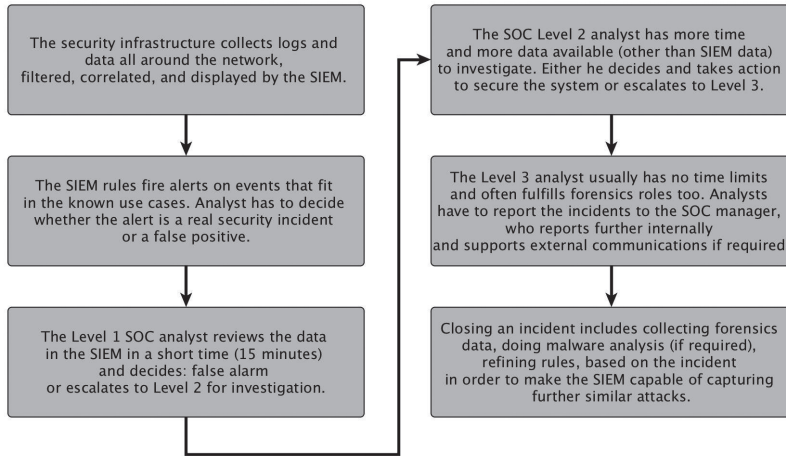 The security infrastructure collects logs and
data all around the network,
filtered, correlated, and displayed by the SIEM.
The SIEM rules fire alerts on events that fit
in the known use cases. Analyst has to decide
whether the alert is a real security incident
or a false positive.
The Level 1 SOC analyst reviews the data
in the SIEM in a short time (15 minutes)
and decides: false alarm
or escalates to Level 2 for investigation.
The SOC Level 2 analyst has more time
and more data available (other than SIEM data)
to investigate. Either he decides and takes action
to secure the system or escalates to Level 3.
The Level 3 analyst usually has no time limits
and often fulfills forensics roles too. Analysts
have to report the incidents to the SOC manager,
who reports further internally
and supports external communications if required
Closing an incident includes collecting forensics
data, doing malware analysis (if required),
refining rules, based on the incident
in order to make the SIEM capable of capturing
further similar attacks.